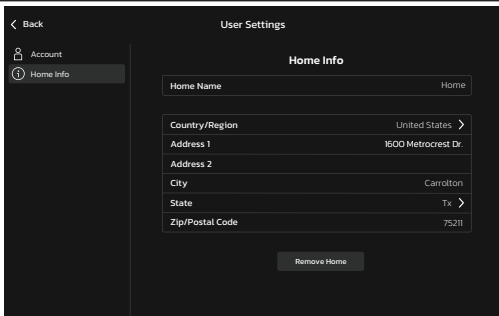 Back
User Settings
Account
Home Info
Home Info
Home Name Home
Country/Region United States
Address 1 1600 Metrocrest Dr.
Address 2
City Carrolton
State Tx
Zip/Postal Code 75211
Remove Home